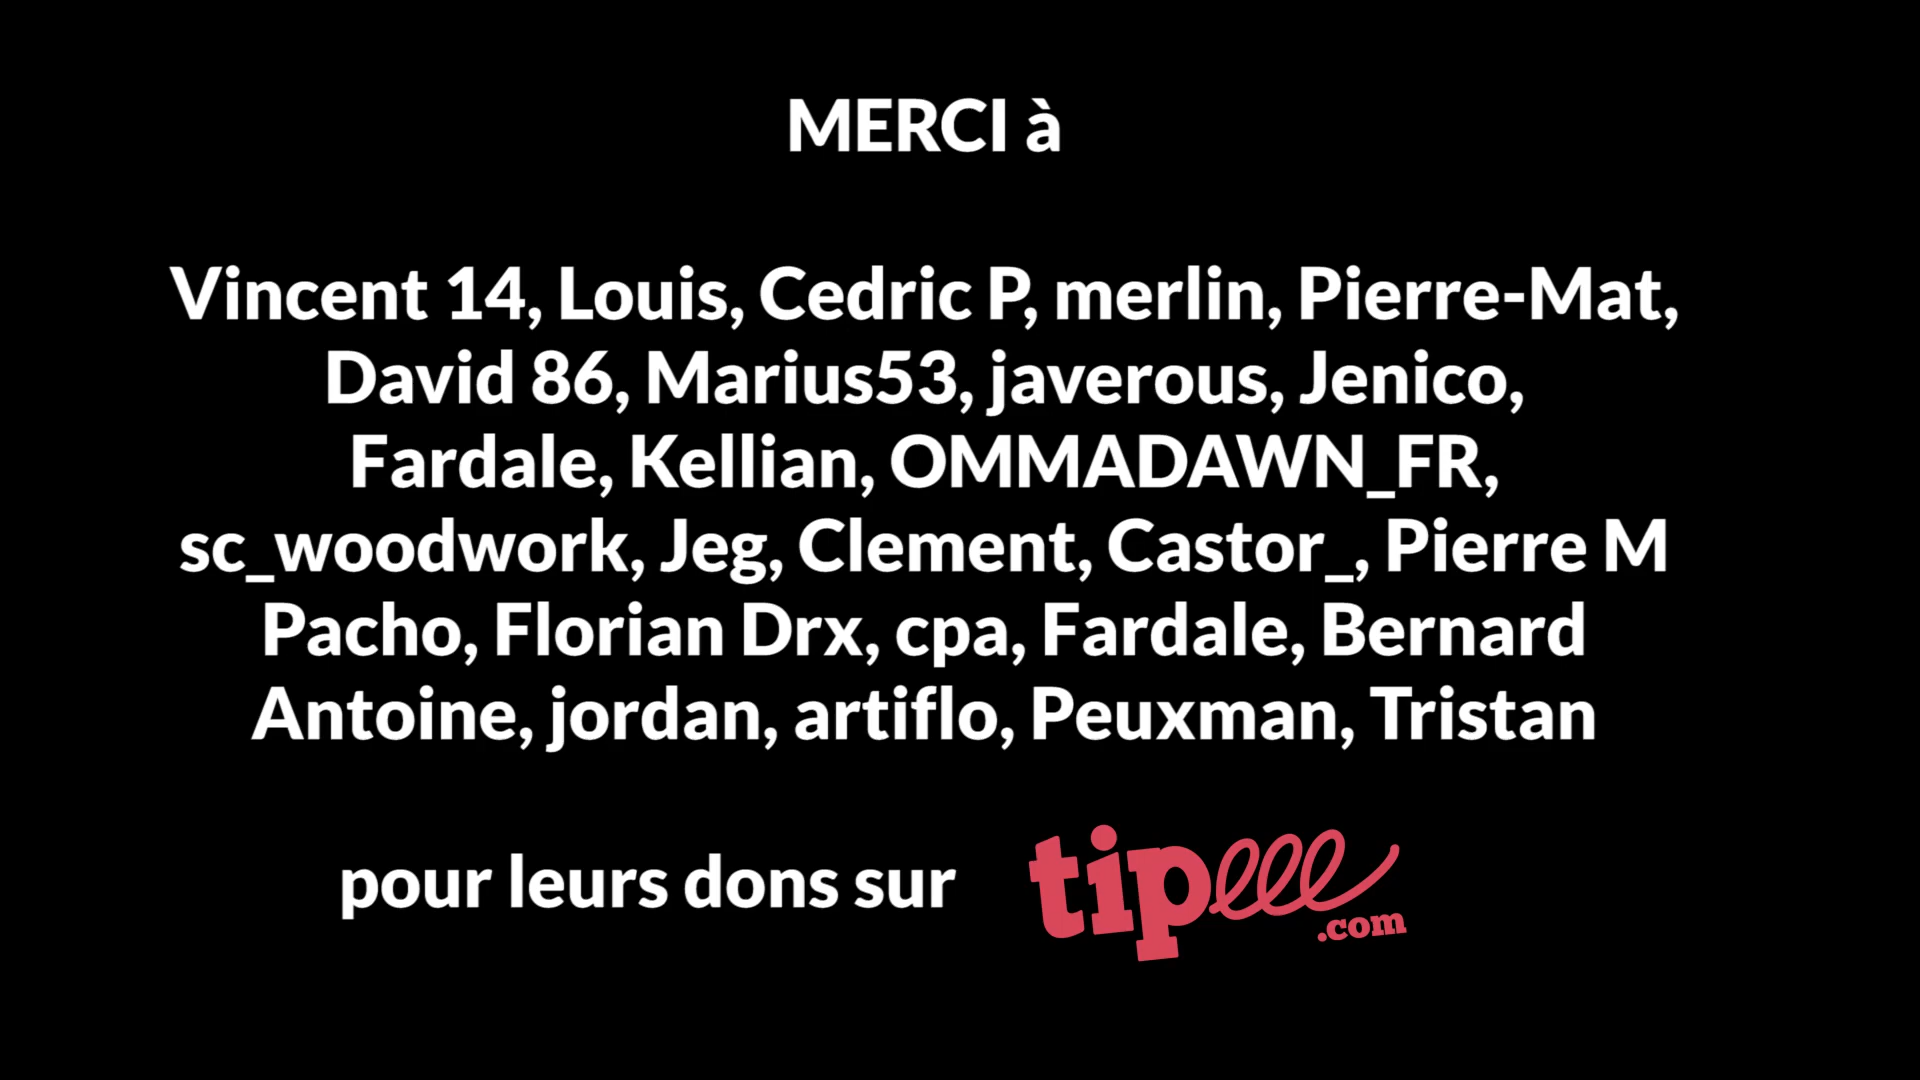 MERCI à
Vincent 14, Louis, Cedric P, merlin, Pierre-Mat,
David 86, Marius53, javerous, Jenico,
Fardale, Kellian, OMMADAWN_FR,
sc_woodwork, Jeg, Clement, Castor_, Pierre M
Pacho, Florian Drx, cpa, Fardale, Bernard
Antoine, jordan, artiflo, Peuxman, Tristan
pour leurs dons sur tipeee
.com